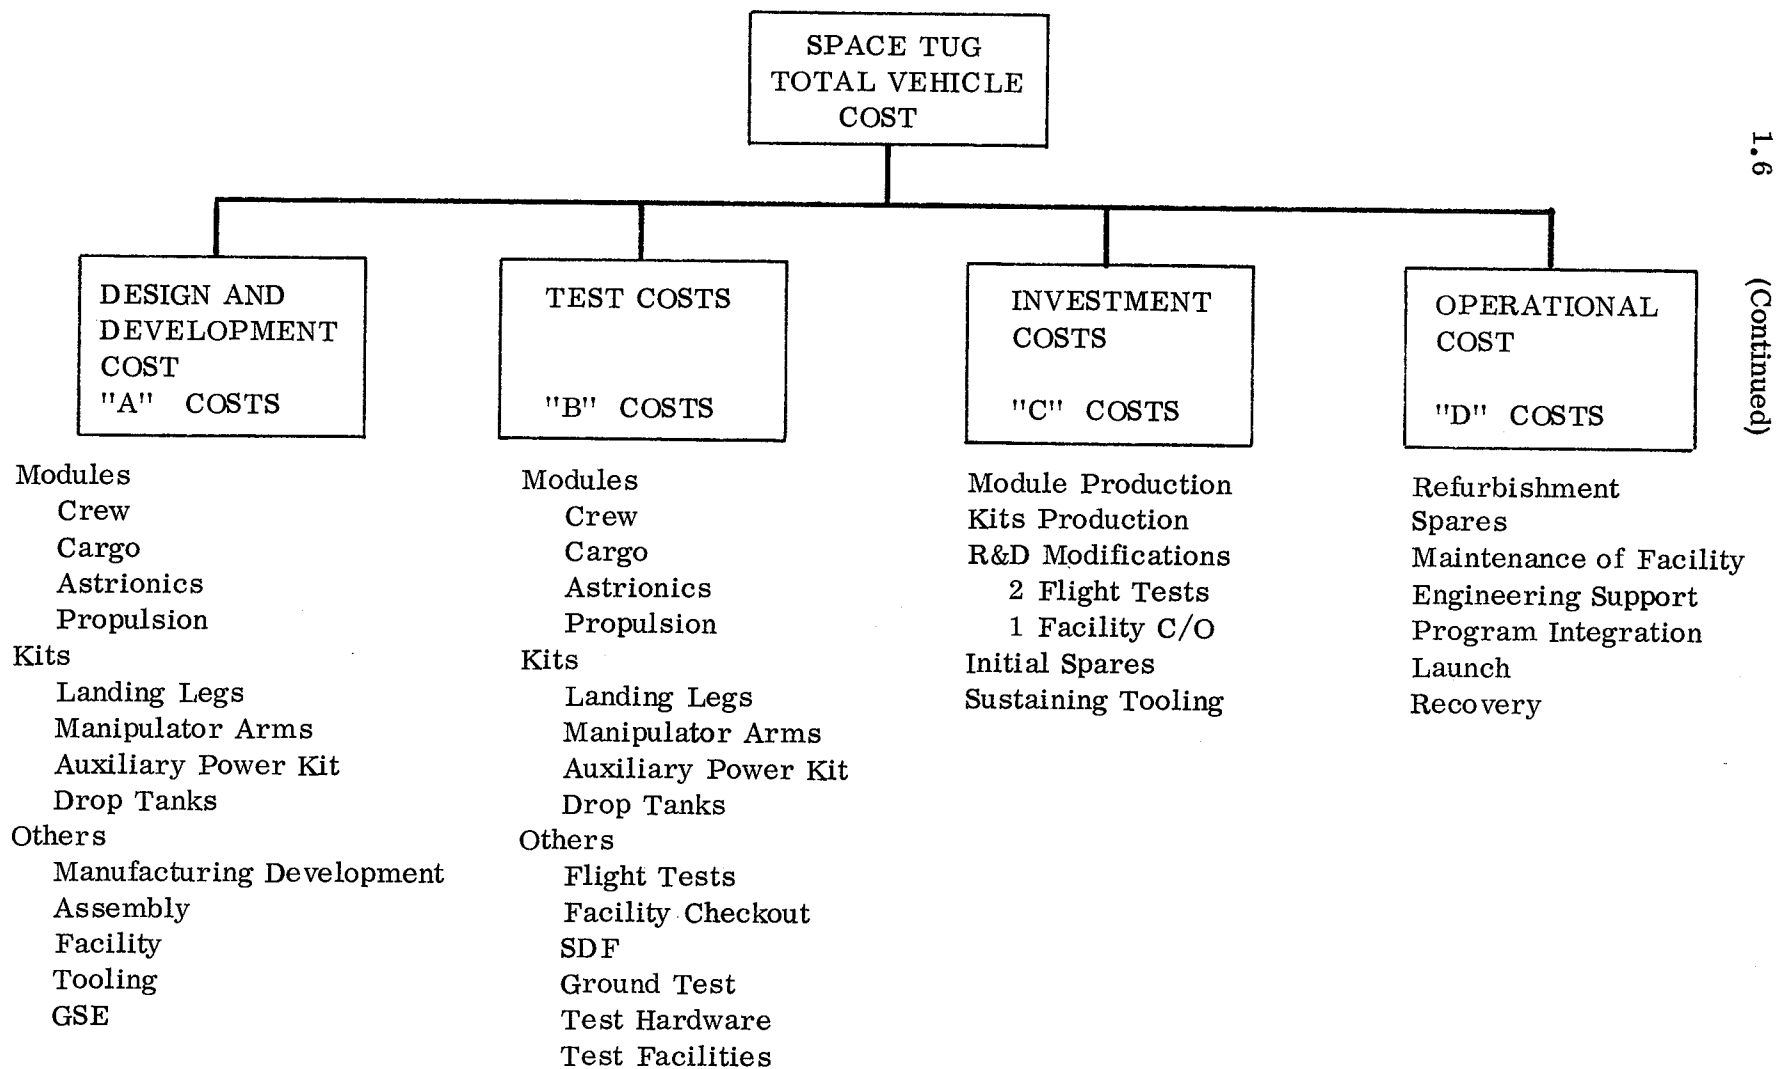 SPACE TUG
TOTAL VEHICLE
COST
1.6 (Continued)
DESIGN AND
DEVELOPMENT
COST
"A" COSTS
Modules
Crew
Cargo
Astrionics
Propulsion
Kits
Landing Legs
Manipulator Arms
Auxiliary Power Kit
Drop Tanks
Others
Manufacturing Development
Assembly
Facility
Tooling
GSE
TEST COSTS
"B" COSTS
Modules
Crew
Cargo
Astrionics
Propulsion
Kits
Landing Legs
Manipulator Arms
Auxiliary Power Kit
Drop Tanks
Others
Flight Tests
Facility Checkout
SDF
Ground Test
Test Hardware
Test Facilities
INVESTMENT
COSTS
"C" COSTS
Module Production
Kits Production
R&D Modifications
2 Flight Tests
1 Facility C/O
Initial Spares
Sustaining Tooling
OPERATIONAL
COST
"D" COSTS
Refurbishment
Spares
Maintenance of Facility
Engineering Support
Program Integration
Launch
Recovery